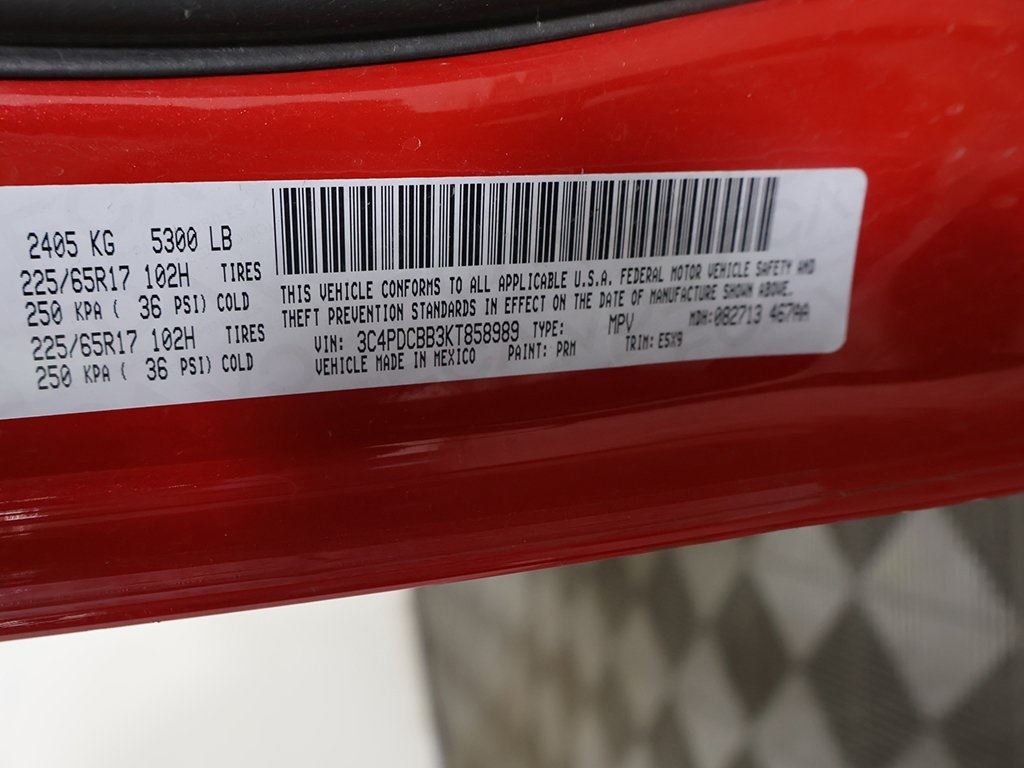 2405 KG 5300 LB
225/65R17 102H TIRES
250 KPA ( 36 PSI) COLD
225/65R17 102H TIRES
250 KPA ( 36 PSI) COLD
THIS VEHICLE CONFORMS TO ALL APPLICABLE U.S.A. FEDERAL MOTOR VEHICLE SAFETY AND
THEFT PREVENTION STANDARDS IN EFFECT ON THE DATE OF MANUFACTURE SHOWN ABOVE.
VIN: 3C4PDCBB3KT858989 TYPE: MPV MDH:082713 467AA
VEHICLE MADE IN MEXICO PAINT: PRM TRIM: E5X9